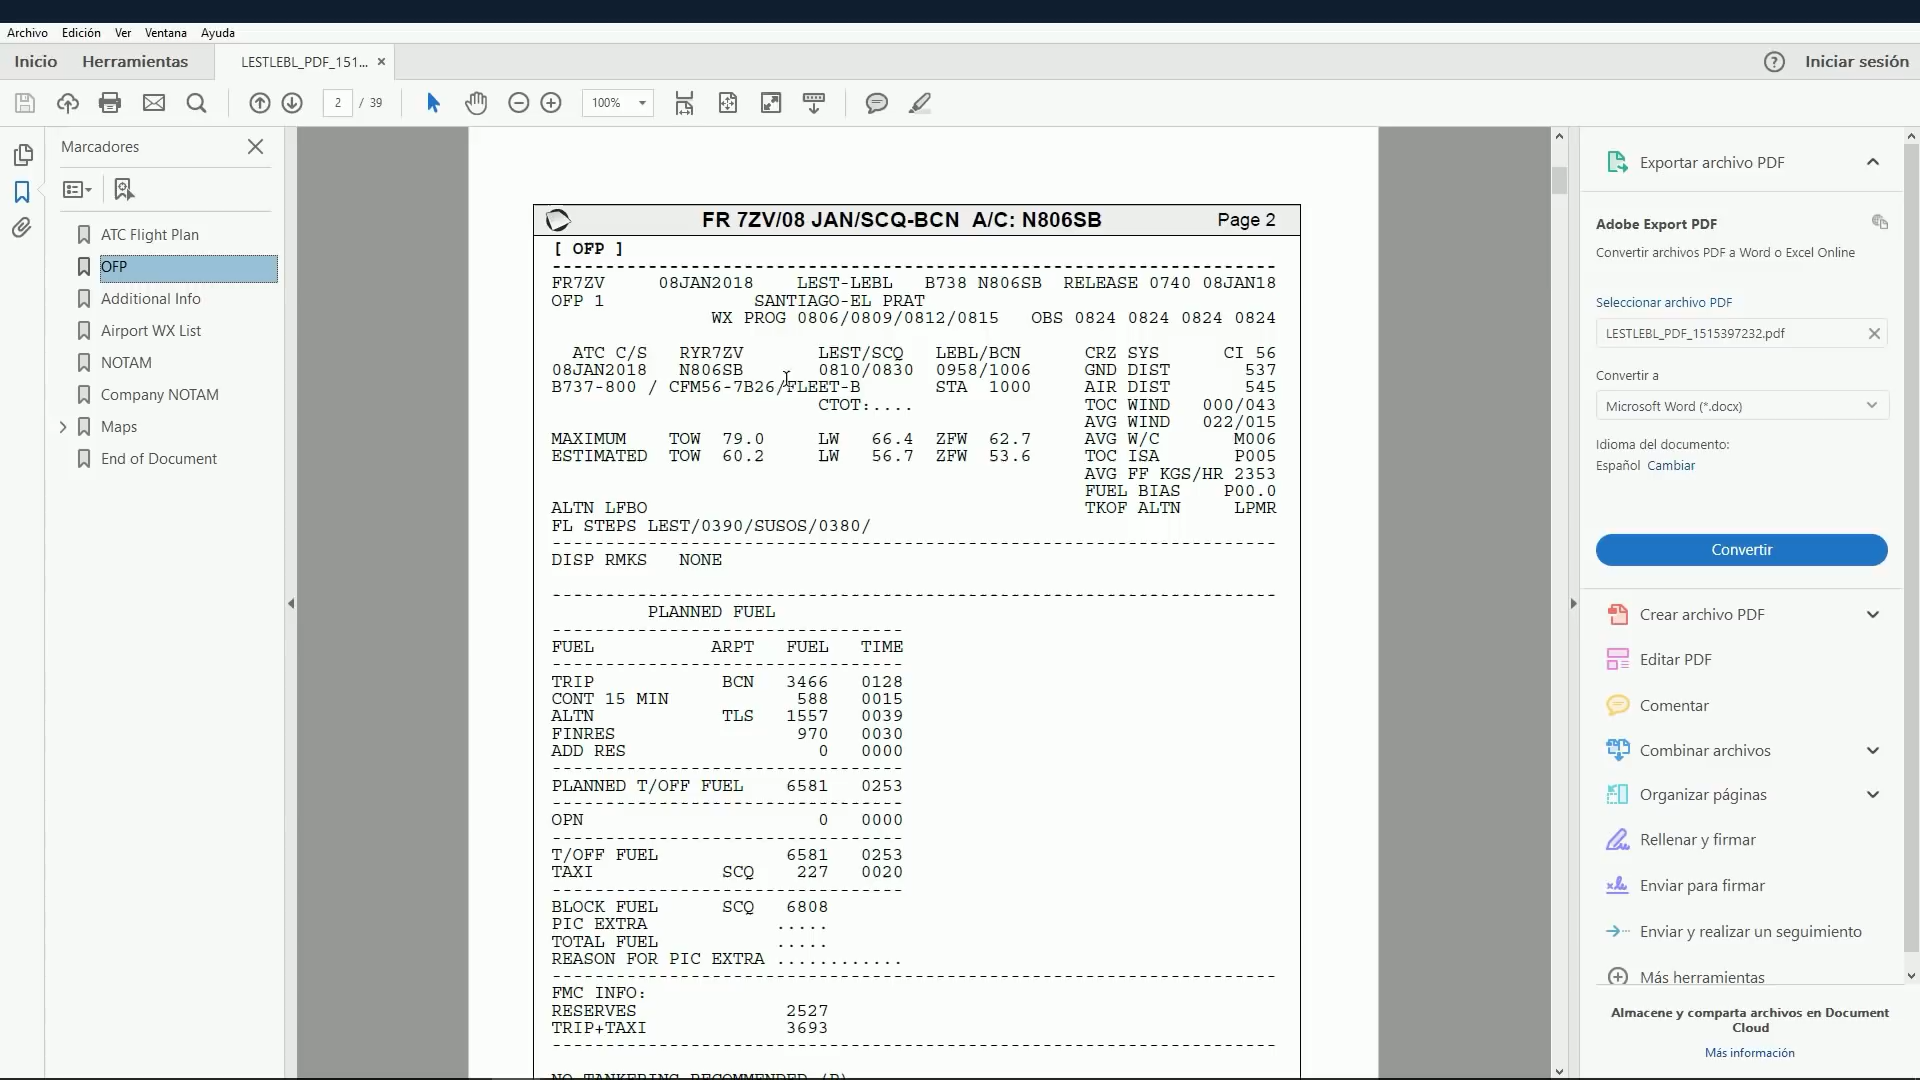 Archivo Edición Ver Ventana Ayuda
Inicio Herramientas LESTLEBL_PDF_151... × Iniciar sesión
2 / 39 100%
Marcadores
ATC Flight Plan
OFP
Additional Info
Airport WX List
NOTAM
Company NOTAM
Maps
End of Document
FR 7ZV/08 JAN/SCQ-BCN A/C: N806SB Page 2
[ OFP ]
--------------------------------------------------------------------
FR7ZV 08JAN2018 LEST-LEBL B738 N806SB RELEASE 0740 08JAN18
OFP 1 SANTIAGO-EL PRAT
WX PROG 0806/0809/0812/0815 OBS 0824 0824 0824 0824
ATC C/S RYR7ZV LEST/SCQ LEBL/BCN CRZ SYS CI 56
08JAN2018 N806SB 0810/0830 0958/1006 GND DIST 537
B737-800 / CFM56-7B26/FLEET-B STA 1000 AIR DIST 545
CTOT:.... TOC WIND 000/043
AVG WIND 022/015
MAXIMUM TOW 79.0 LW 66.4 ZFW 62.7 AVG W/C M006
ESTIMATED TOW 60.2 LW 56.7 ZFW 53.6 TOC ISA P005
AVG FF KGS/HR 2353
FUEL BIAS P00.0
ALTN LFBO TKOF ALTN LPMR
FL STEPS LEST/0390/SUSOS/0380/
--------------------------------------------------------------------
DISP RMKS NONE
--------------------------------------------------------------------
PLANNED FUEL
---------------------------------
FUEL ARPT FUEL TIME
---------------------------------
TRIP BCN 3466 0128
CONT 15 MIN 588 0015
ALTN TLS 1557 0039
FINRES 970 0030
ADD RES 0 0000
---------------------------------
PLANNED T/OFF FUEL 6581 0253
---------------------------------
OPN 0 0000
---------------------------------
T/OFF FUEL 6581 0253
TAXI SCQ 227 0020
---------------------------------
BLOCK FUEL SCQ 6808
PIC EXTRA .....
TOTAL FUEL .....
REASON FOR PIC EXTRA ............
--------------------------------------------------------------------
FMC INFO:
RESERVES 2527
TRIP+TAXI 3693
--------------------------------------------------------------------
NO TANKERING RECOMMENDED (P)
Exportar archivo PDF
Adobe Export PDF
Convertir archivos PDF a Word o Excel Online
Seleccionar archivo PDF
LESTLEBL_PDF_1515397232.pdf
Convertir a
Microsoft Word (*.docx)
Idioma del documento:
Español Cambiar
Convertir
Crear archivo PDF
Editar PDF
Comentar
Combinar archivos
Organizar páginas
Rellenar y firmar
Enviar para firmar
Enviar y realizar un seguimiento
Más herramientas
Almacene y comparta archivos en Document
Cloud
Más información